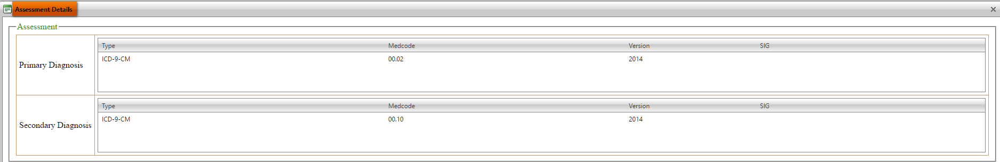 Assessment Details
Assessment
Primary Diagnosis
Type Medcode Version SIG
ICD-9-CM 00.02 2014
Secondary Diagnosis
Type Medcode Version SIG
ICD-9-CM 00.10 2014